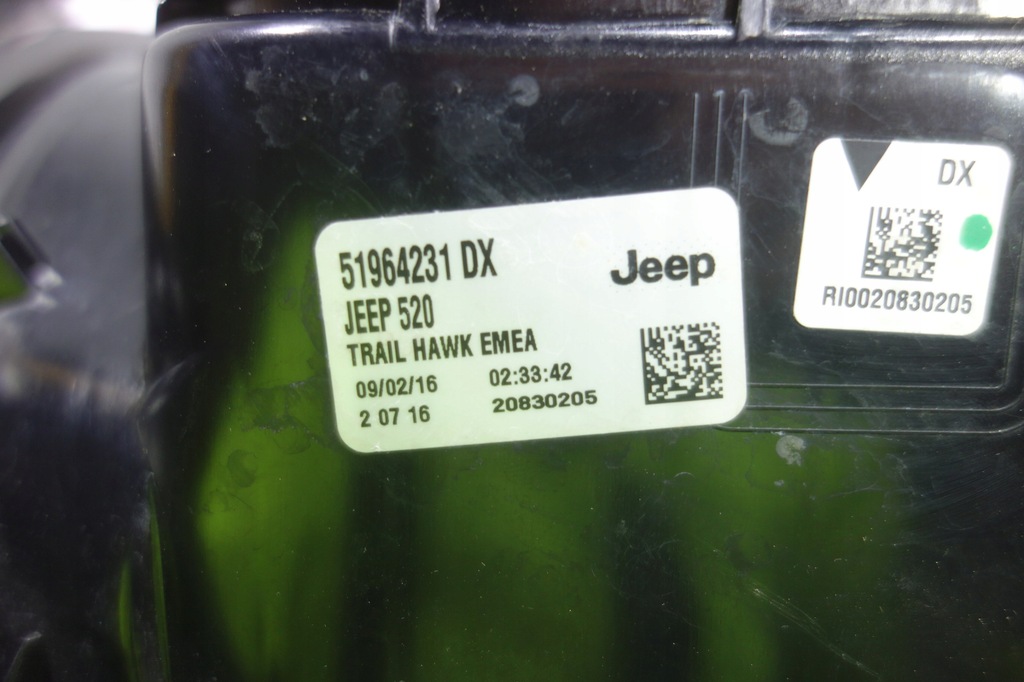 51964231 DX
Jeep
JEEP 520
TRAIL HAWK EMEA
09/02/16 02:33:42
2 07 16 20830205
DX
RI0020830205